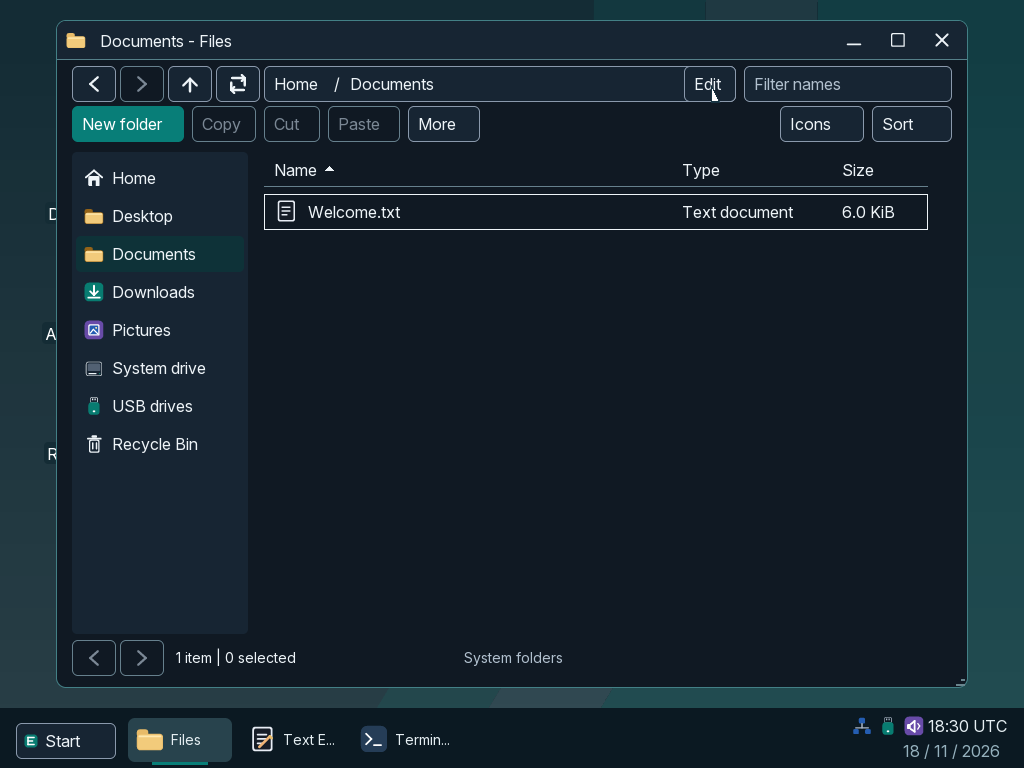 Documents - Files
Home / Documents Edit Filter names
New folder Copy Cut Paste More Icons Sort
Home
Desktop
Documents
Downloads
Pictures
System drive
USB drives
Recycle Bin
Name Type Size
Welcome.txt Text document 6.0 KiB
D
A
R
1 item | 0 selected System folders
E Start Files Text E... Termin... 18:30 UTC
18 / 11 / 2026